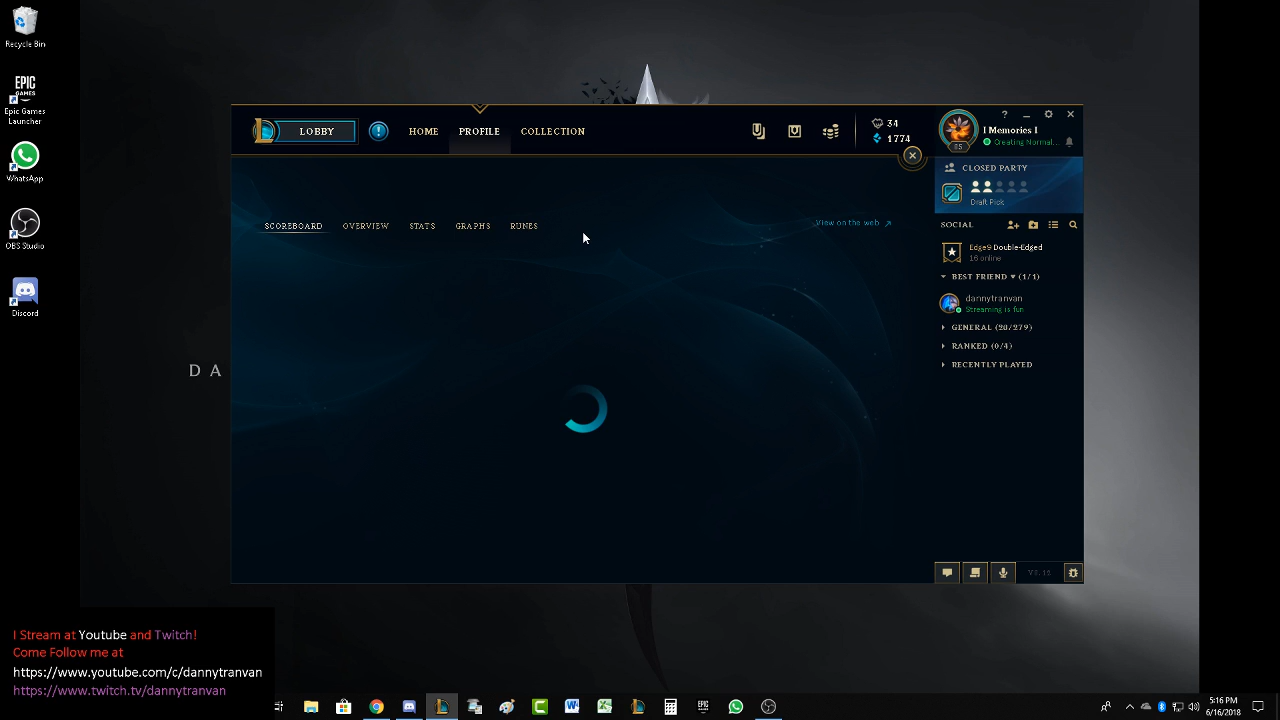 Recycle Bin
EPIC GAMES
Epic Games Launcher
WhatsApp
OBS Studio
Discord
D A
LOBBY
HOME
PROFILE
COLLECTION
34
1774
85
I Memories I
Creating Normal...
CLOSED PARTY
Draft Pick
SCOREBOARD
OVERVIEW
STATS
GRAPHS
RUNES
View on the web
SOCIAL
Edge9 Double-Edged
16 online
BEST FRIEND ♥ (1/1)
dannytranvan
Streaming is fun
GENERAL (20/279)
RANKED (0/4)
RECENTLY PLAYED
I Stream at Youtube and Twitch!
Come Follow me at
https://www.youtube.com/c/dannytranvan
https://www.twitch.tv/dannytranvan
5:16 PM
6/16/2018